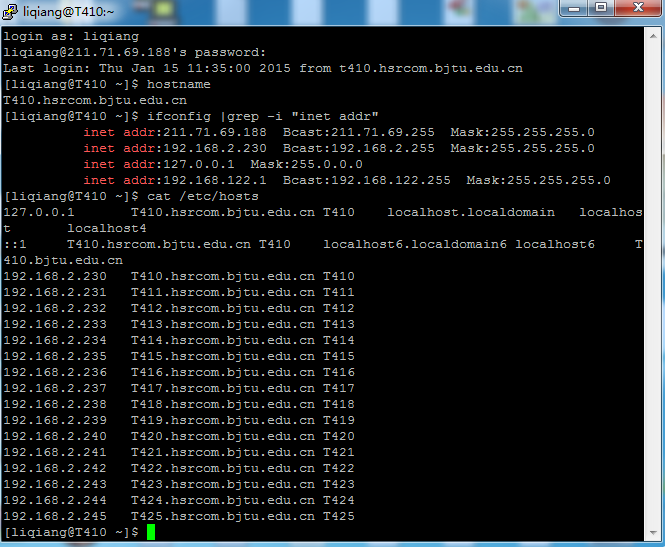 liqiang@T410:~
login as: liqiang
liqiang@211.71.69.188's password:
Last login: Thu Jan 15 11:35:00 2015 from t410.hsrcom.bjtu.edu.cn
[liqiang@T410 ~]$ hostname
T410.hsrcom.bjtu.edu.cn
[liqiang@T410 ~]$ ifconfig |grep -i "inet addr"
          inet addr:211.71.69.188  Bcast:211.71.69.255  Mask:255.255.255.0
          inet addr:192.168.2.230  Bcast:192.168.2.255  Mask:255.255.255.0
          inet addr:127.0.0.1  Mask:255.0.0.0
          inet addr:192.168.122.1  Bcast:192.168.122.255  Mask:255.255.255.0
[liqiang@T410 ~]$ cat /etc/hosts
127.0.0.1       T410.hsrcom.bjtu.edu.cn T410    localhost.localdomain   localhos
t       localhost4
::1     T410.hsrcom.bjtu.edu.cn T410    localhost6.localdomain6 localhost6     T
410.bjtu.edu.cn
192.168.2.230   T410.hsrcom.bjtu.edu.cn T410
192.168.2.231   T411.hsrcom.bjtu.edu.cn T411
192.168.2.232   T412.hsrcom.bjtu.edu.cn T412
192.168.2.233   T413.hsrcom.bjtu.edu.cn T413
192.168.2.234   T414.hsrcom.bjtu.edu.cn T414
192.168.2.235   T415.hsrcom.bjtu.edu.cn T415
192.168.2.236   T416.hsrcom.bjtu.edu.cn T416
192.168.2.237   T417.hsrcom.bjtu.edu.cn T417
192.168.2.238   T418.hsrcom.bjtu.edu.cn T418
192.168.2.239   T419.hsrcom.bjtu.edu.cn T419
192.168.2.240   T420.hsrcom.bjtu.edu.cn T420
192.168.2.241   T421.hsrcom.bjtu.edu.cn T421
192.168.2.242   T422.hsrcom.bjtu.edu.cn T422
192.168.2.243   T423.hsrcom.bjtu.edu.cn T423
192.168.2.244   T424.hsrcom.bjtu.edu.cn T424
192.168.2.245   T425.hsrcom.bjtu.edu.cn T425
[liqiang@T410 ~]$